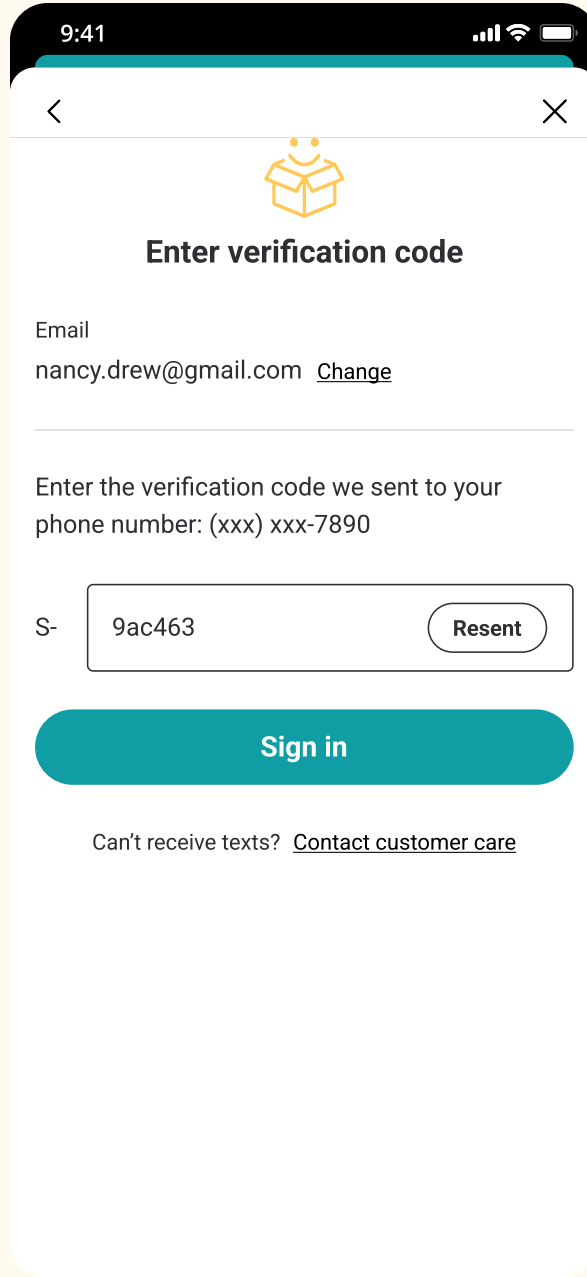 9:41
Enter verification code
Email
nancy.drew@gmail.com Change
Enter the verification code we sent to your
phone number: (xxx) xxx-7890
S- 9ac463 Resent
Sign in
Can’t receive texts? Contact customer care